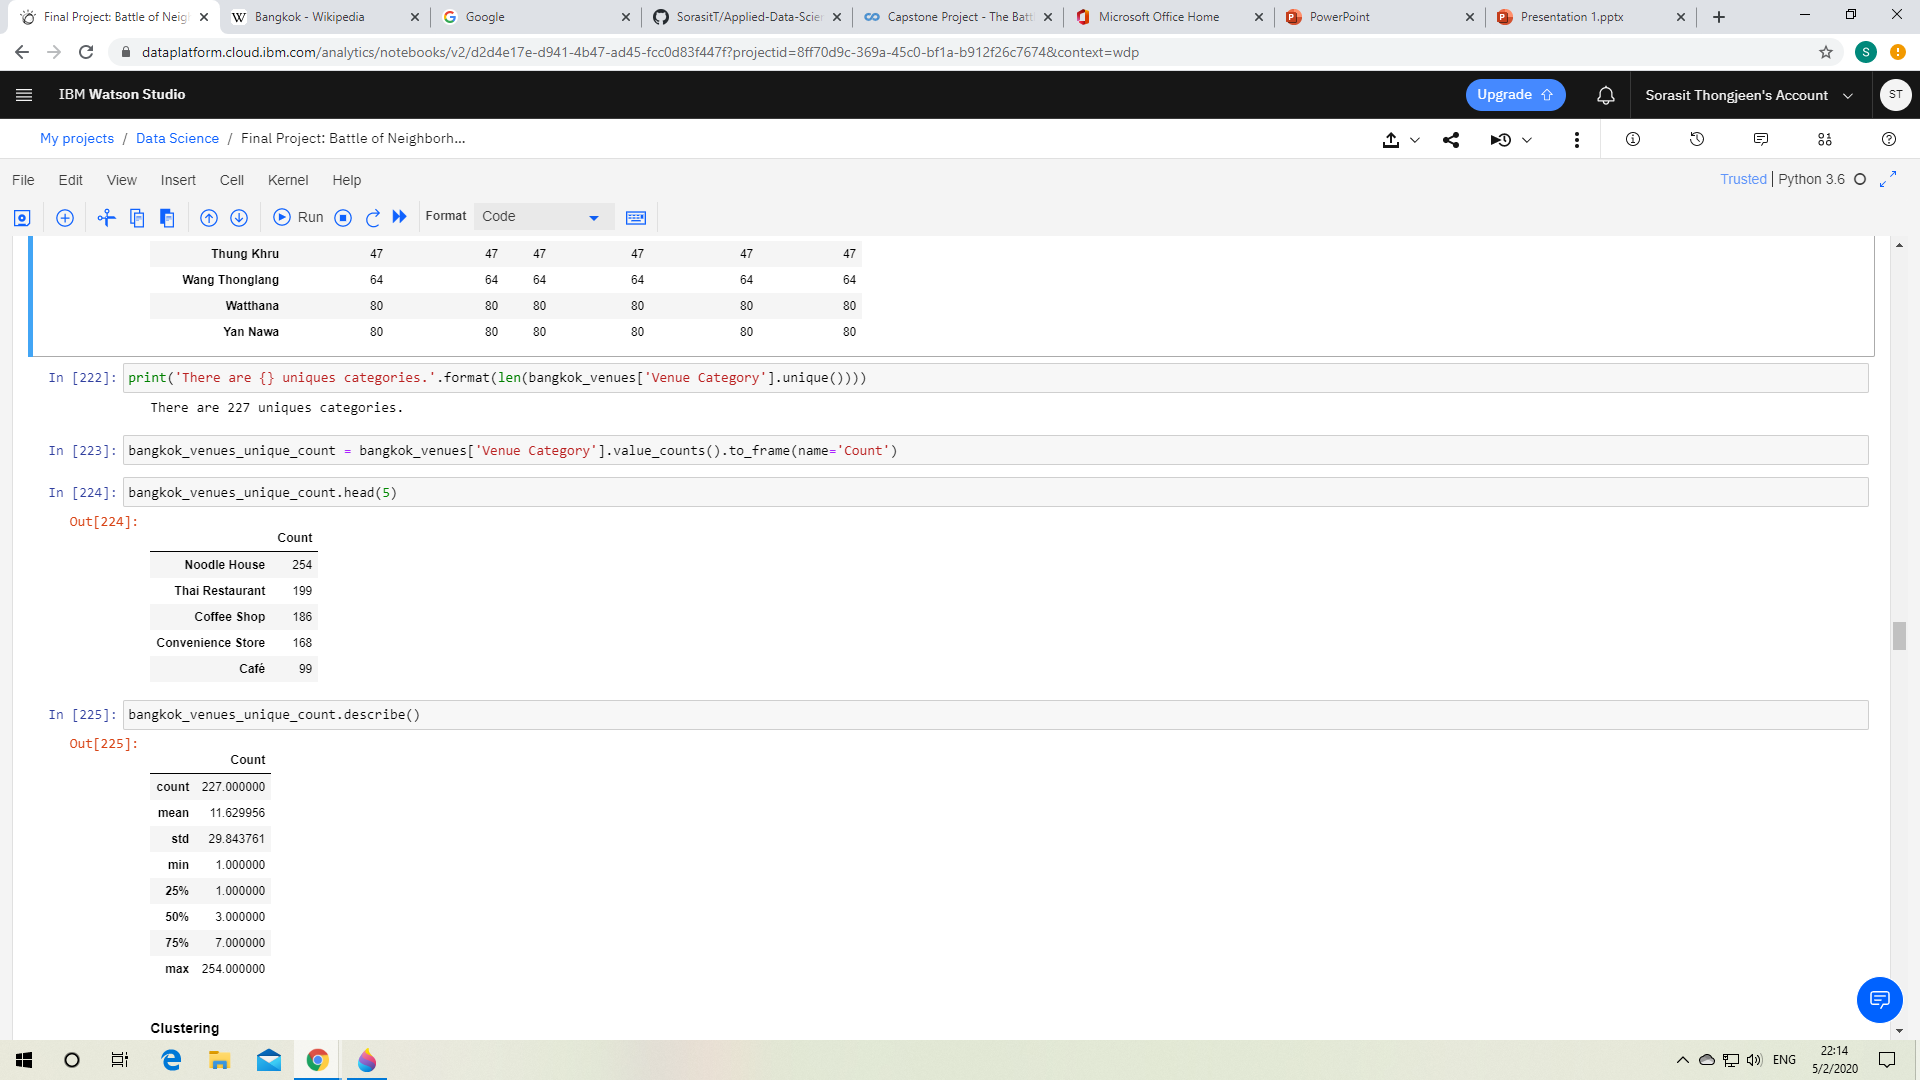 Final Project: Battle of Neigh
Bangkok - Wikipedia
Google
SorasitT/Applied-Data-Scien
Capstone Project - The Batt
Microsoft Office Home
PowerPoint
Presentation 1.pptx
dataplatform.cloud.ibm.com/analytics/notebooks/v2/d2d4e17e-d941-4b47-ad45-fcc0d83f447f?projectid=8ff70d9c-369a-45c0-bf1a-b912f26c7674&context=wdp
S
IBM Watson Studio
Upgrade
Sorasit Thongjeen's Account
ST
My projects / Data Science / Final Project: Battle of Neighborh...
File Edit View Insert Cell Kernel Help
Trusted | Python 3.6
Run
Format
Code
Thung Khru 47 47 47 47 47 47
Wang Thonglang 64 64 64 64 64 64
Watthana 80 80 80 80 80 80
Yan Nawa 80 80 80 80 80 80
In [222]: print('There are {} uniques categories.'.format(len(bangkok_venues['Venue Category'].unique())))
There are 227 uniques categories.
In [223]: bangkok_venues_unique_count = bangkok_venues['Venue Category'].value_counts().to_frame(name='Count')
In [224]: bangkok_venues_unique_count.head(5)
Out[224]:
Count
Noodle House 254
Thai Restaurant 199
Coffee Shop 186
Convenience Store 168
Café 99
In [225]: bangkok_venues_unique_count.describe()
Out[225]:
Count
count 227.000000
mean 11.629956
std 29.843761
min 1.000000
25% 1.000000
50% 3.000000
75% 7.000000
max 254.000000
Clustering
ENG
22:14
5/2/2020